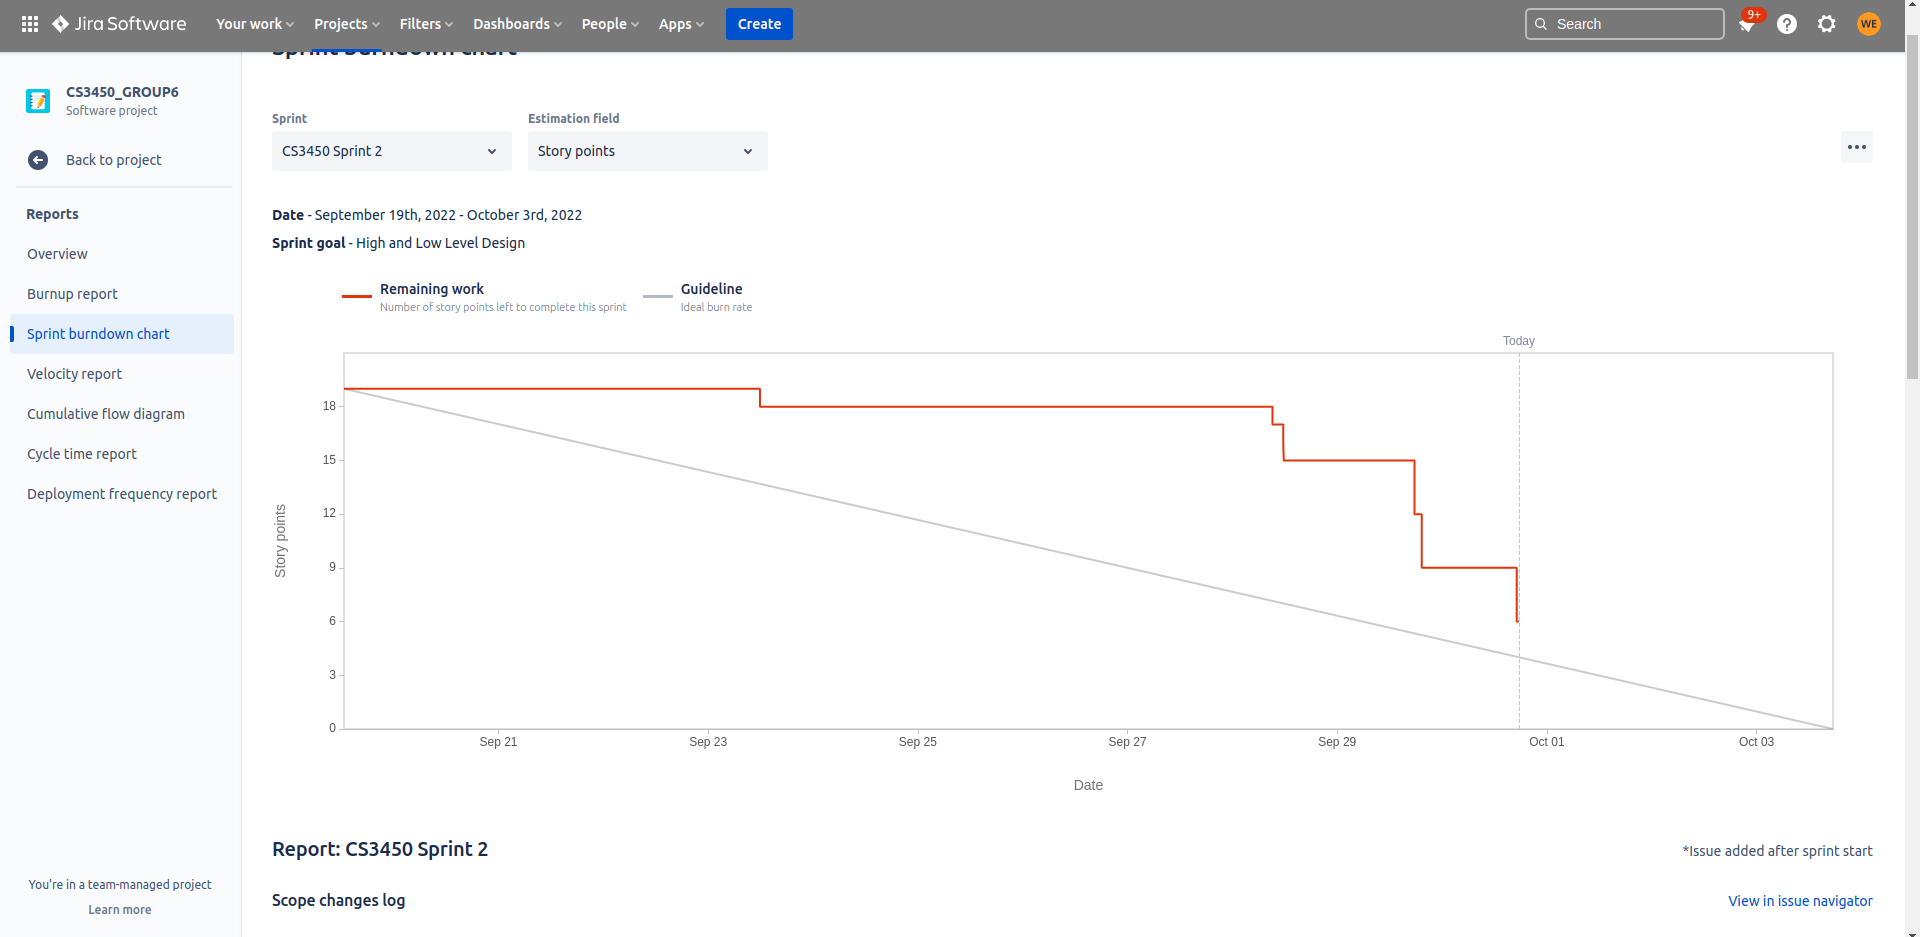 Jira Software Your work Projects Filters Dashboards People Apps Create Search 9+ ? WE
Sprint burndown chart
CS3450_GROUP6
Software project
Back to project
Reports
Overview
Burnup report
Sprint burndown chart
Velocity report
Cumulative flow diagram
Cycle time report
Deployment frequency report
You're in a team-managed project
Learn more
Sprint Estimation field
CS3450 Sprint 2 Story points
Date - September 19th, 2022 - October 3rd, 2022
Sprint goal - High and Low Level Design
Remaining work
Number of story points left to complete this sprint
Guideline
Ideal burn rate
Today
18
15
12
9
6
3
0
Story points
Sep 21 Sep 23 Sep 25 Sep 27 Sep 29 Oct 01 Oct 03
Date
Report: CS3450 Sprint 2
*Issue added after sprint start
Scope changes log
View in issue navigator